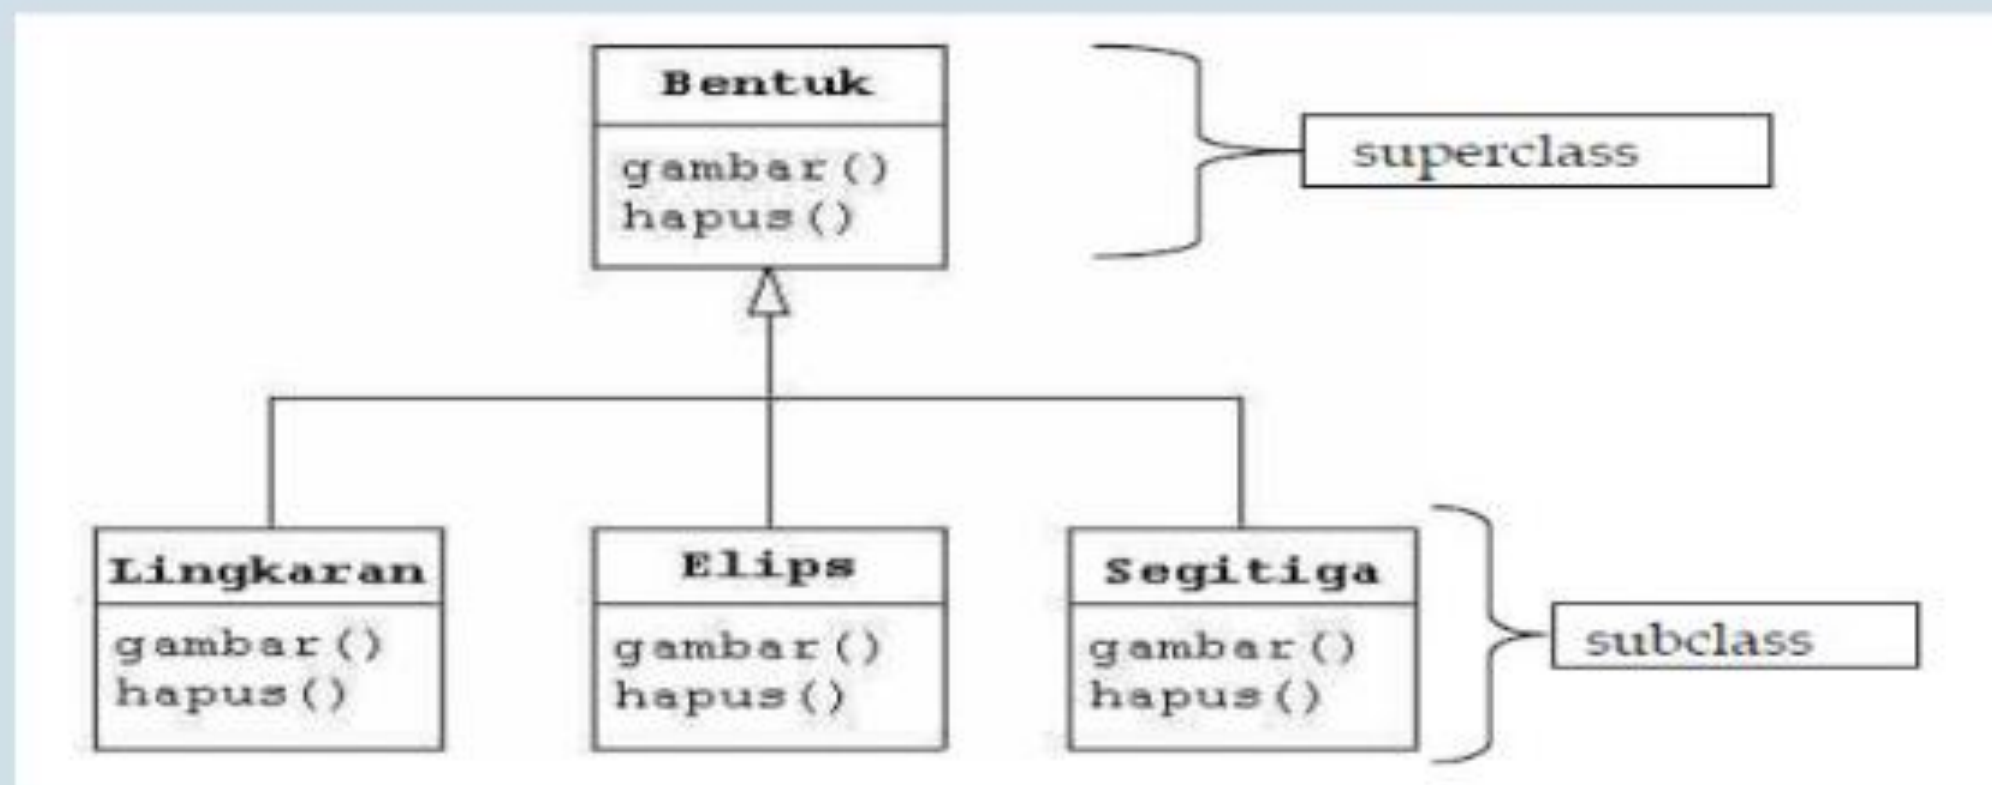 Bentuk
gambar()
hapus()
superclass
Lingkaran
gambar()
hapus()
Elips
gambar()
hapus()
Segitiga
gambar()
hapus()
subclass